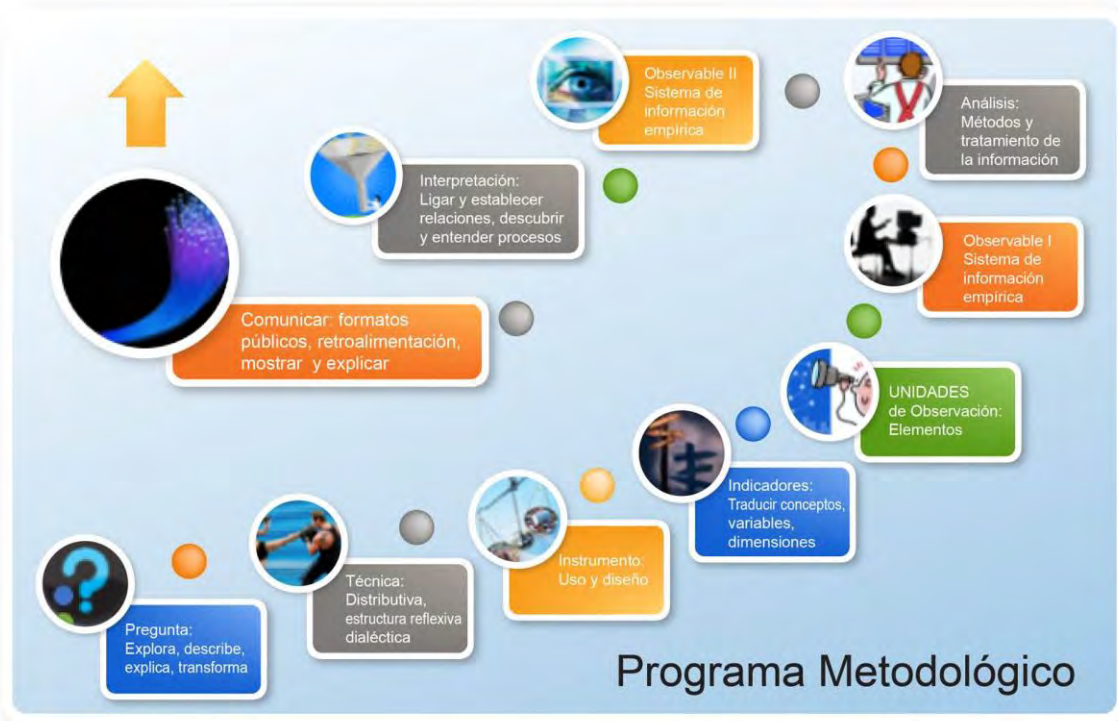 Observable II
Sistema de
información
empírica
Análisis:
Métodos y
tratamiento de
la información
Interpretación:
Ligar y establecer
relaciones, descubrir
y entender procesos
Observable I
Sistema de
información
empírica
Comunicar: formatos
públicos, retroalimentación,
mostrar y explicar
UNIDADES
de Observación:
Elementos
Indicadores:
Traducir conceptos,
variables,
dimensiones
Instrumento:
Uso y diseño
Técnica:
Distributiva,
estructura reflexiva
dialéctica
Pregunta:
Explora, describe,
explica, transforma
Programa Metodológico